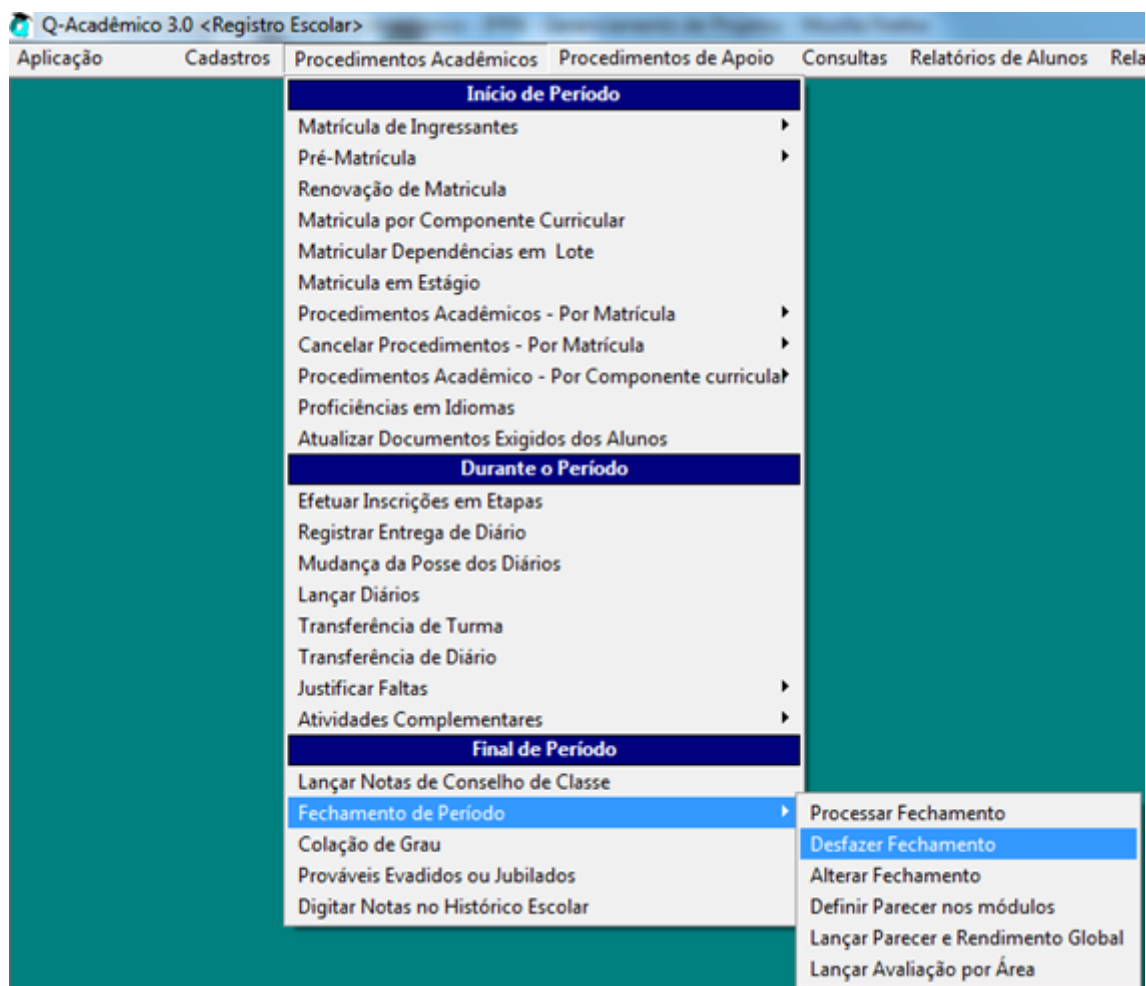 Q-Acadêmico 3.0 <Registro Escolar>
Aplicação Cadastros Procedimentos Acadêmicos Procedimentos de Apoio Consultas Relatórios de Alunos Rela
Início de Período
Matrícula de Ingressantes
Pré-Matrícula
Renovação de Matricula
Matricula por Componente Curricular
Matricular Dependências em Lote
Matricula em Estágio
Procedimentos Acadêmicos - Por Matrícula
Cancelar Procedimentos - Por Matrícula
Procedimentos Acadêmico - Por Componente curricular
Proficiências em Idiomas
Atualizar Documentos Exigidos dos Alunos
Durante o Período
Efetuar Inscrições em Etapas
Registrar Entrega de Diário
Mudança da Posse dos Diários
Lançar Diários
Transferência de Turma
Transferência de Diário
Justificar Faltas
Atividades Complementares
Final de Período
Lançar Notas de Conselho de Classe
Fechamento de Período
Colação de Grau
Prováveis Evadidos ou Jubilados
Digitar Notas no Histórico Escolar
Processar Fechamento
Desfazer Fechamento
Alterar Fechamento
Definir Parecer nos módulos
Lançar Parecer e Rendimento Global
Lançar Avaliação por Área